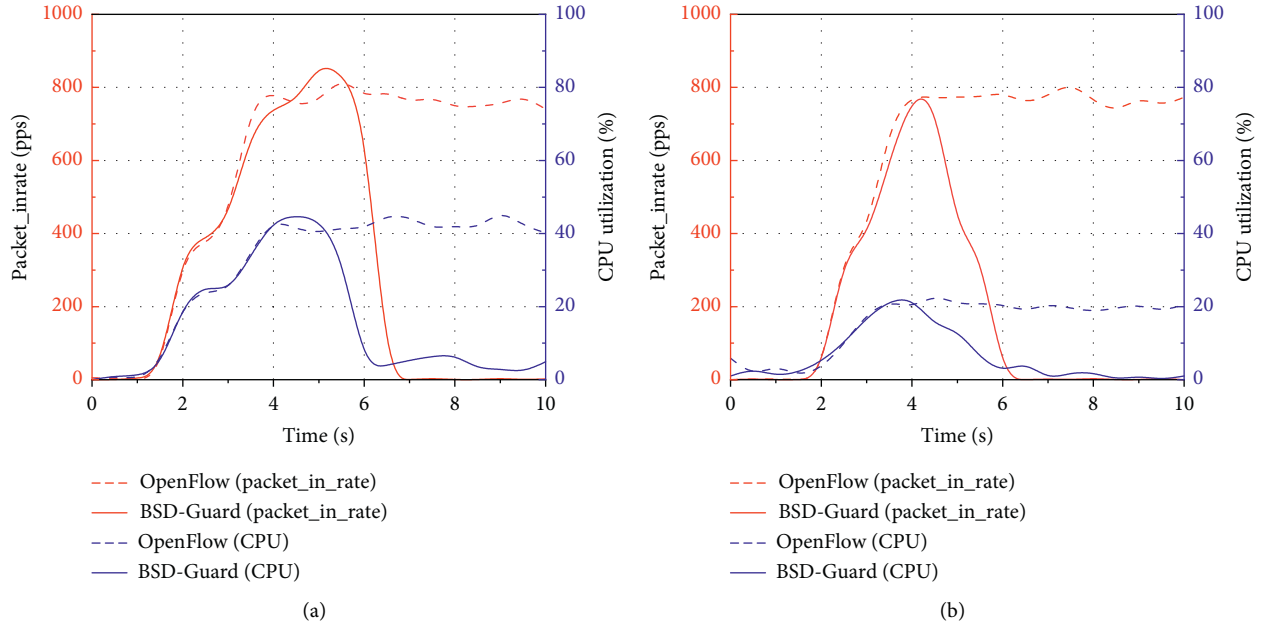 1000
800
600
400
200
0
Packet_inrate (pps)
100
80
60
40
20
0
CPU utilization (%)
0 2 4 6 8 10
Time (s)
OpenFlow (packet_in_rate)
BSD-Guard (packet_in_rate)
OpenFlow (CPU)
BSD-Guard (CPU)
(a)
1000
800
600
400
200
0
Packet_inrate (pps)
100
80
60
40
20
0
CPU utilization (%)
0 2 4 6 8 10
Time (s)
OpenFlow (packet_in_rate)
BSD-Guard (packet_in_rate)
OpenFlow (CPU)
BSD-Guard (CPU)
(b)